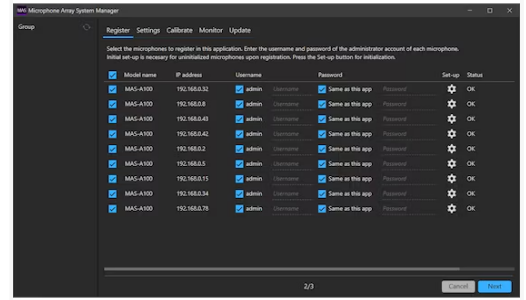 MAS Microphone Array System Manager
Group
Register Settings Calibrate Monitor Update
Select the microphones to register in this application. Enter the username and password of the administrator account of each microphone.
Initial set-up is necessary for uninitialized microphones upon registration. Press the Set-up button for initialization.
Model name IP address Username Password Set-up Status
MAS-A100 192.168.0.32 admin Username Same as this app Password OK
MAS-A100 192.168.0.8 admin Username Same as this app Password OK
MAS-A100 192.168.0.43 admin Username Same as this app Password OK
MAS-A100 192.168.0.42 admin Username Same as this app Password OK
MAS-A100 192.168.0.2 admin Username Same as this app Password OK
MAS-A100 192.168.0.5 admin Username Same as this app Password OK
MAS-A100 192.168.0.15 admin Username Same as this app Password OK
MAS-A100 192.168.0.34 admin Username Same as this app Password OK
MAS-A100 192.168.0.78 admin Username Same as this app Password OK
2/3
Cancel Next